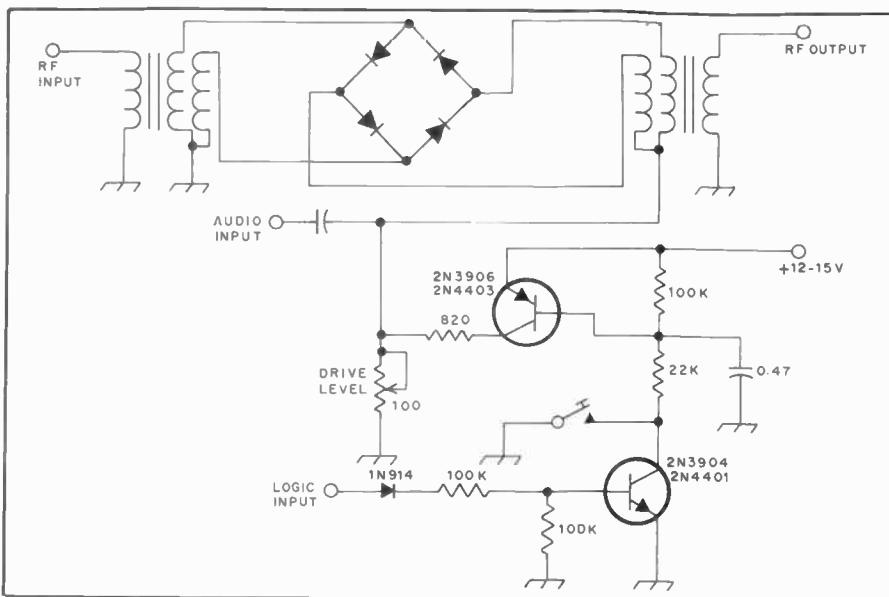 RF
INPUT
RF OUTPUT
AUDIO
INPUT
+12-15V
2N3906
2N4403
100K
820
22K
0.47
DRIVE
LEVEL
100
1N914
100K
2N3904
2N4401
LOGIC
INPUT
100K